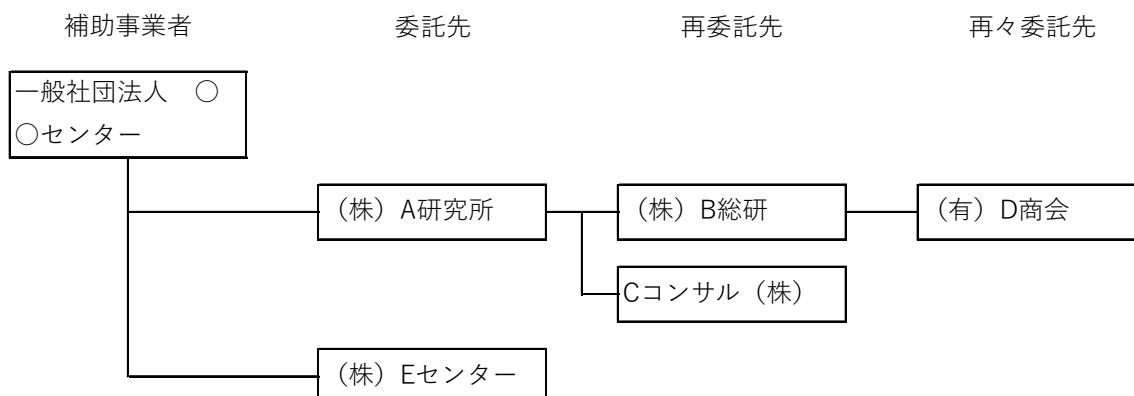 補助事業者 委託先 再委託先 再々委託先
一般社団法人　○
○センター
（株）A研究所 （株）B総研 （有）D商会
Cコンサル（株）
（株）Eセンター